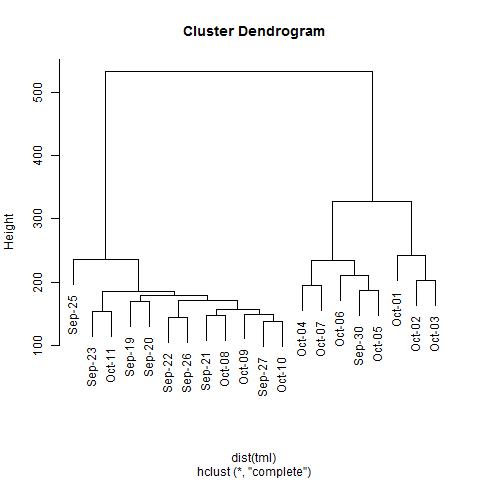 Cluster Dendrogram
Height
500
400
300
200
100
Sep-25
Sep-23
Oct-11
Sep-19
Sep-20
Sep-22
Sep-26
Sep-21
Oct-08
Oct-09
Sep-27
Oct-10
Oct-04
Oct-07
Oct-06
Sep-30
Oct-05
Oct-01
Oct-02
Oct-03
dist(tml)
hclust (*, "complete")